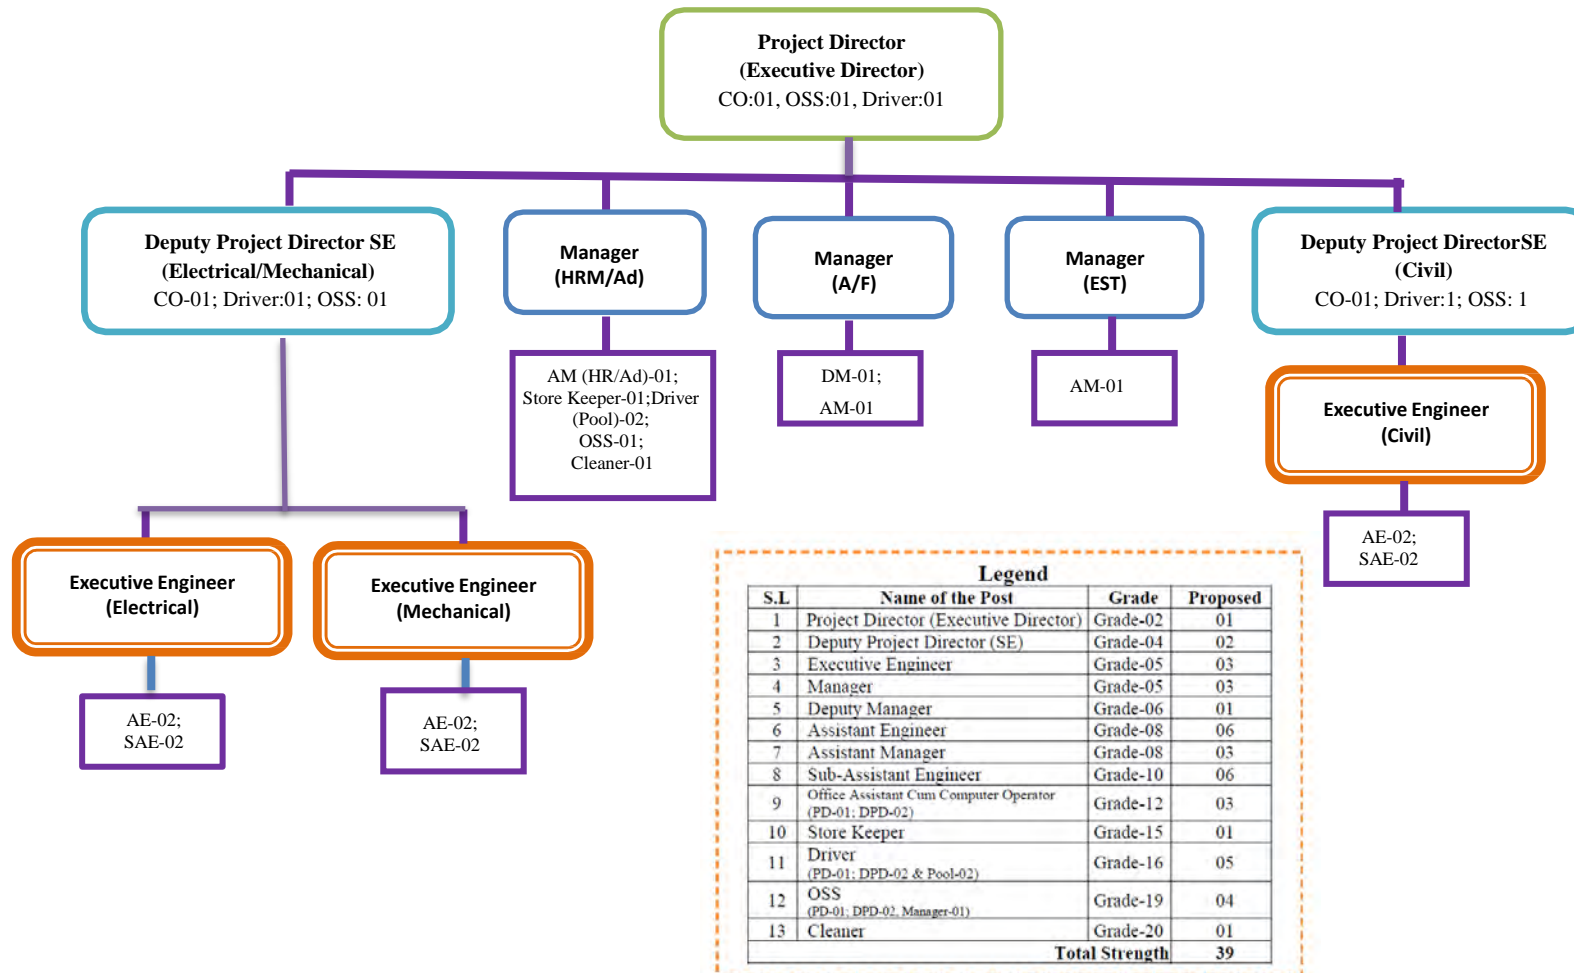 Project Director
(Executive Director)
CO:01, OSS:01, Driver:01
Deputy Project Director SE
(Electrical/Mechanical)
CO-01; Driver:01; OSS: 01
Manager
(HRM/Ad)
Manager
(A/F)
Manager
(EST)
Deputy Project DirectorSE
(Civil)
CO-01; Driver:1; OSS: 1
AM (HR/Ad)-01;
Store Keeper-01;Driver
(Pool)-02;
OSS-01;
Cleaner-01
DM-01;
AM-01
AM-01
Executive Engineer
(Civil)
AE-02;
SAE-02
Executive Engineer
(Electrical)
Executive Engineer
(Mechanical)
AE-02;
SAE-02
AE-02;
SAE-02
Legend
S.L Name of the Post Grade Proposed
1 Project Director (Executive Director) Grade-02 01
2 Deputy Project Director (SE) Grade-04 02
3 Executive Engineer Grade-05 03
4 Manager Grade-05 03
5 Deputy Manager Grade-06 01
6 Assistant Engineer Grade-08 06
7 Assistant Manager Grade-08 03
8 Sub-Assistant Engineer Grade-10 06
9 Office Assistant Cum Computer Operator Grade-12 03
(PD-01; DPD-02)
10 Store Keeper Grade-15 01
11 Driver Grade-16 05
(PD-01; DPD-02 & Pool-02)
12 OSS Grade-19 04
(PD-01; DPD-02, Manager-01)
13 Cleaner Grade-20 01
Total Strength 39